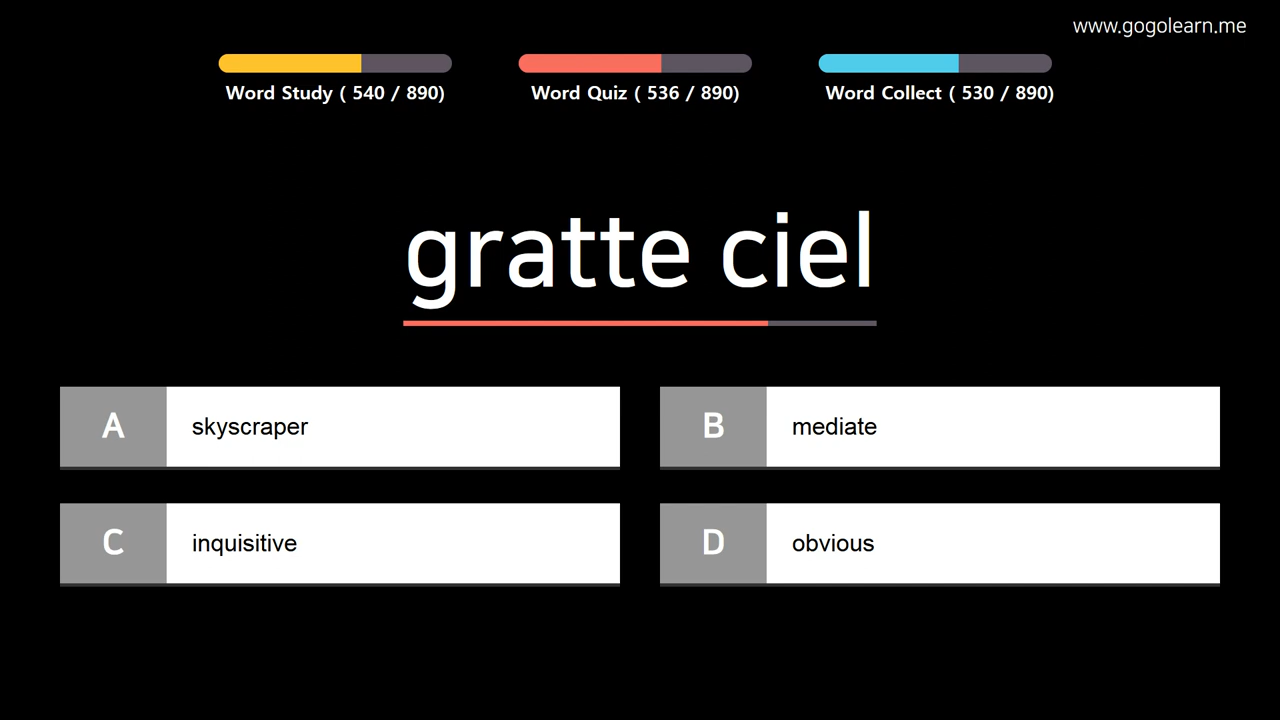 www.gogolearn.me
Word Study ( 540 / 890)
Word Quiz ( 536 / 890)
Word Collect ( 530 / 890)
gratte ciel
A skyscraper
B mediate
C inquisitive
D obvious